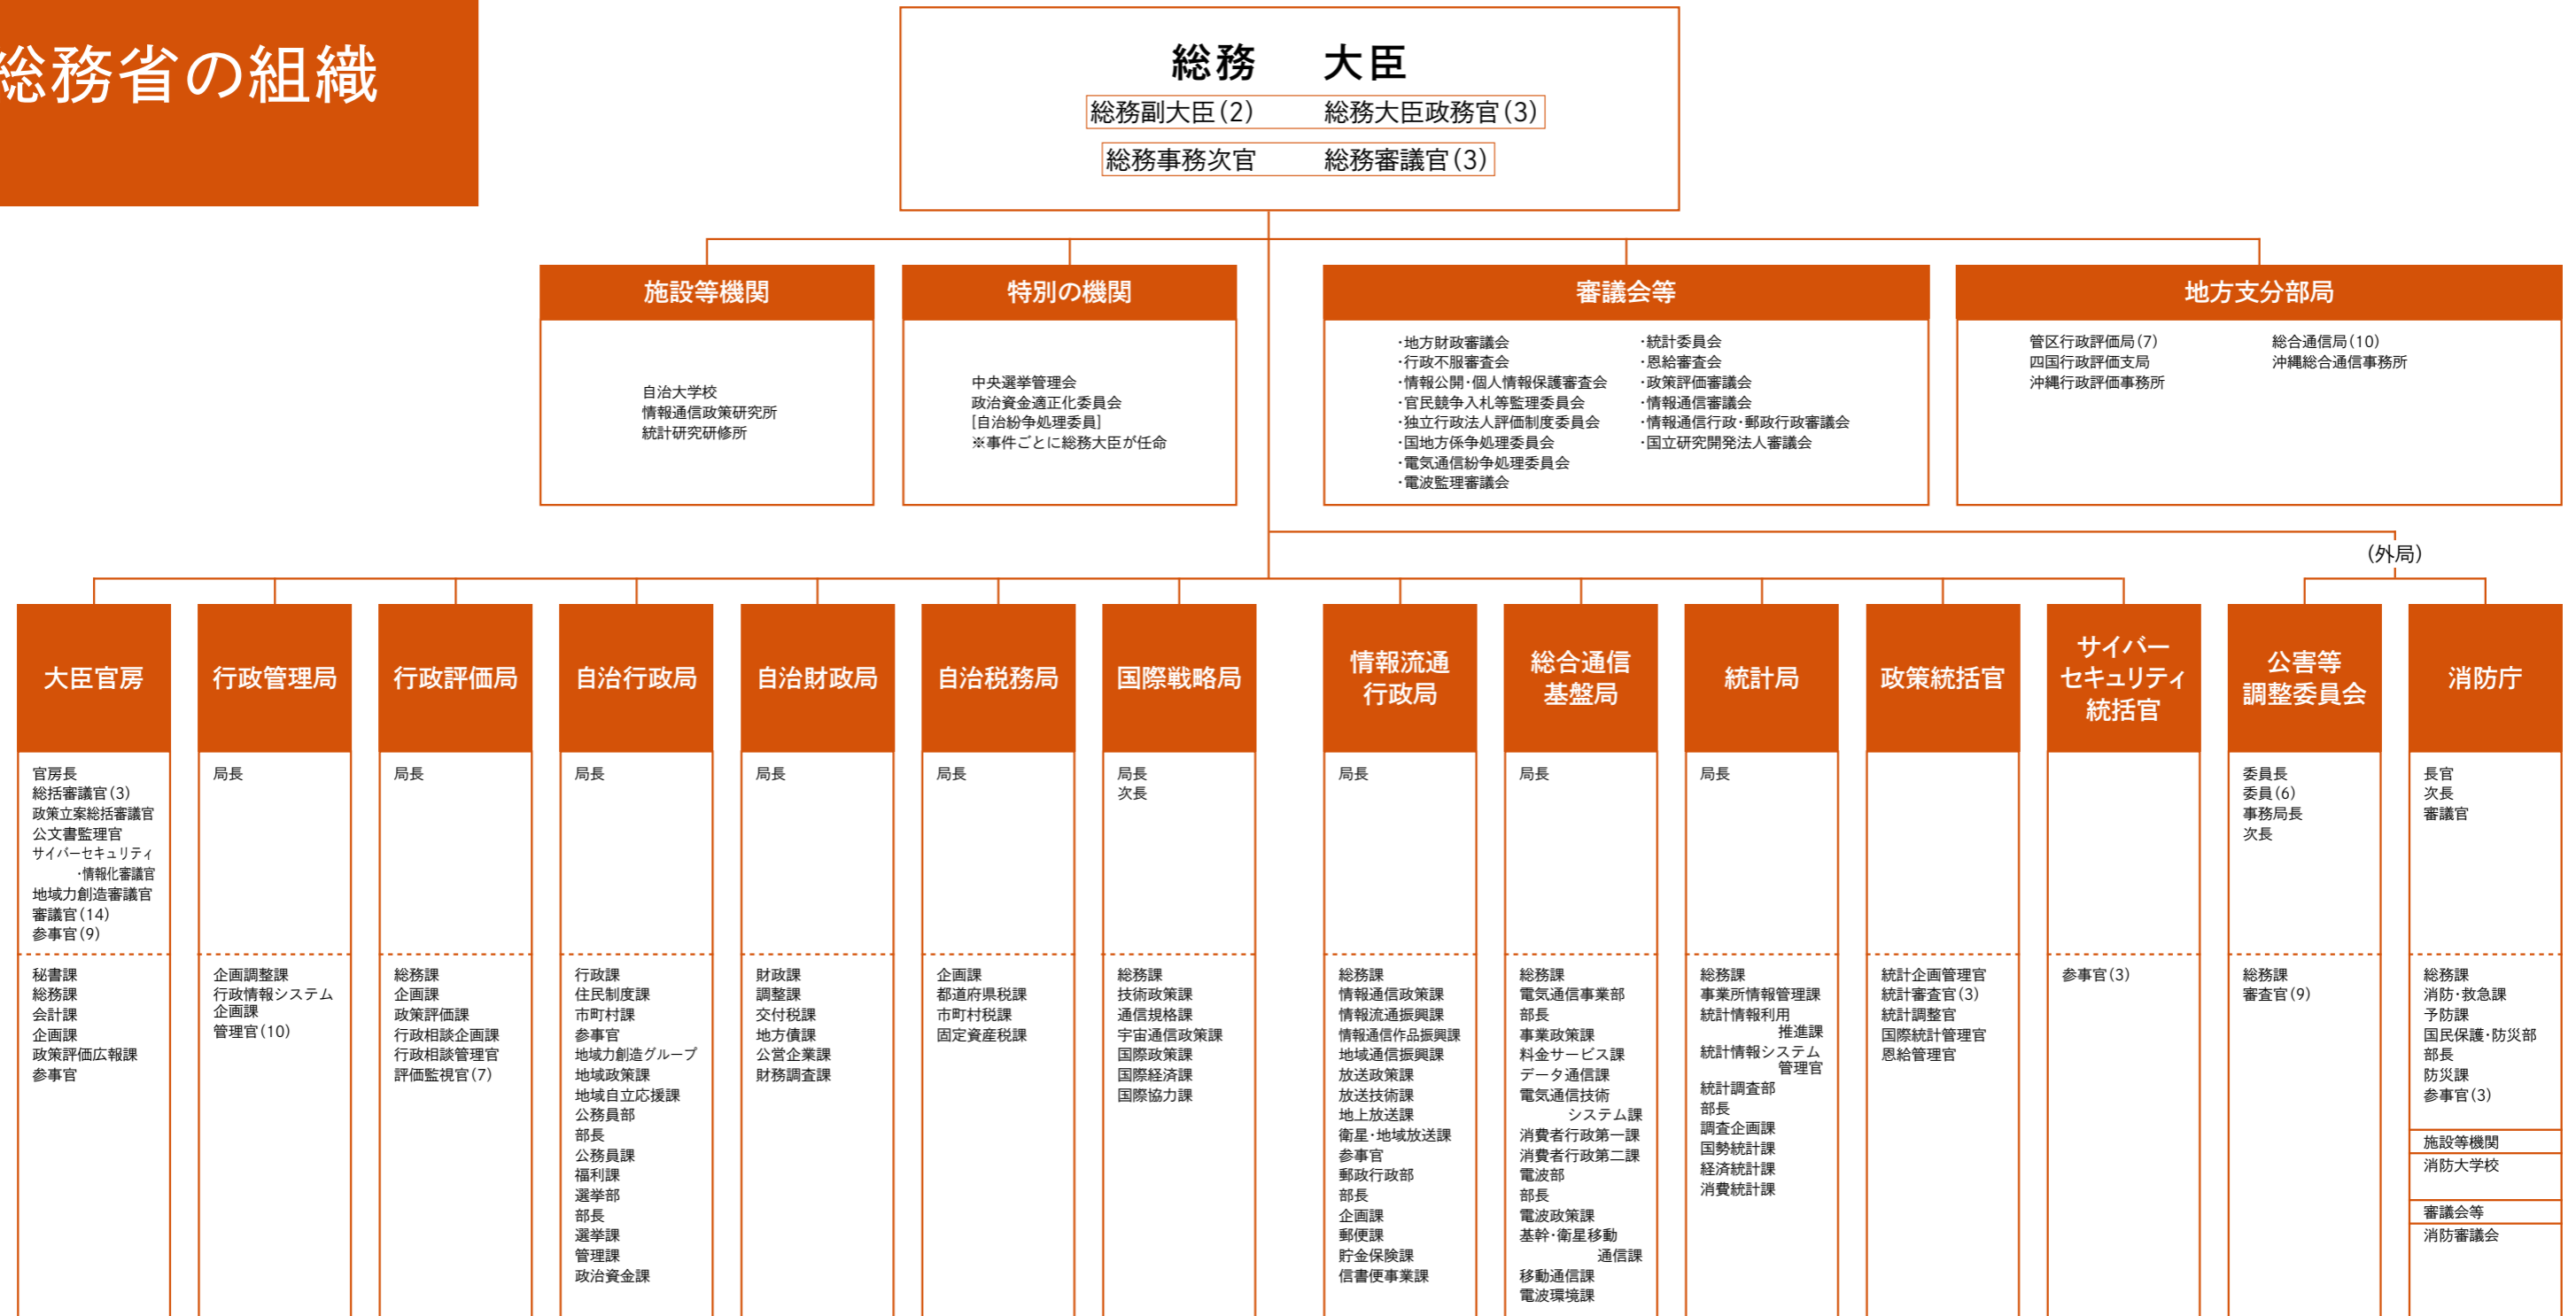 総務省の組織
総務 大臣
総務副大臣(2) 総務大臣政務官(3)
総務事務次官 総務審議官(3)
施設等機関
自治大学校
情報通信政策研究所
統計研究研修所
特別の機関
中央選挙管理会
政治資金適正化委員会
[自治紛争処理委員]
※事件ごとに総務大臣が任命
審議会等
・地方財政審議会
・行政不服審査会
・情報公開・個人情報保護審査会
・官民競争入札等監理委員会
・独立行政法人評価制度委員会
・国地方係争処理委員会
・電気通信紛争処理委員会
・電波監理審議会
・統計委員会
・恩給審査会
・政策評価審議会
・情報通信審議会
・情報通信行政・郵政行政審議会
・国立研究開発法人審議会
地方支分部局
管区行政評価局(7)
四国行政評価支局
沖縄行政評価事務所
総合通信局(10)
沖縄総合通信事務所
(外局)
大臣官房
官房長
総括審議官(3)
政策立案総括審議官
公文書監理官
サイバーセキュリティ
・情報化審議官
地域力創造審議官
審議官(14)
参事官(9)
秘書課
総務課
会計課
企画課
政策評価広報課
参事官
行政管理局
局長
企画調整課
行政情報システム
企画課
管理官(10)
行政評価局
局長
総務課
企画課
政策評価課
行政相談企画課
行政相談管理官
評価監視官(7)
自治行政局
局長
行政課
住民制度課
市町村課
参事官
地域力創造グループ
地域政策課
地域自立応援課
公務員部
部長
公務員課
福利課
選挙部
部長
選挙課
管理課
政治資金課
自治財政局
局長
財政課
調整課
交付税課
地方債課
公営企業課
財務調査課
自治税務局
局長
企画課
都道府県税課
市町村税課
固定資産税課
国際戦略局
局長
次長
総務課
技術政策課
通信規格課
宇宙通信政策課
国際政策課
国際経済課
国際協力課
情報流通
行政局
局長
総務課
情報通信政策課
情報流通振興課
情報通信作品振興課
地域通信振興課
放送政策課
放送技術課
地上放送課
衛星・地域放送課
参事官
郵政行政部
部長
企画課
郵便課
貯金保険課
信書便事業課
総合通信
基盤局
局長
総務課
電気通信事業部
部長
事業政策課
料金サービス課
データ通信課
電気通信技術
システム課
消費者行政第一課
消費者行政第二課
電波部
部長
電波政策課
基幹・衛星移動
通信課
移動通信課
電波環境課
統計局
局長
総務課
事業所情報管理課
統計情報利用
推進課
統計情報システム
管理官
統計調査部
部長
調査企画課
国勢統計課
経済統計課
消費統計課
政策統括官
統計企画管理官
統計審査官(3)
統計調整官
国際統計管理官
恩給管理官
サイバー
セキュリティ
統括官
参事官(3)
公害等
調整委員会
委員長
委員(6)
事務局長
次長
総務課
審査官(9)
消防庁
長官
次長
審議官
総務課
消防・救急課
予防課
国民保護・防災部
部長
防災課
参事官(3)
施設等機関
消防大学校
審議会等
消防審議会